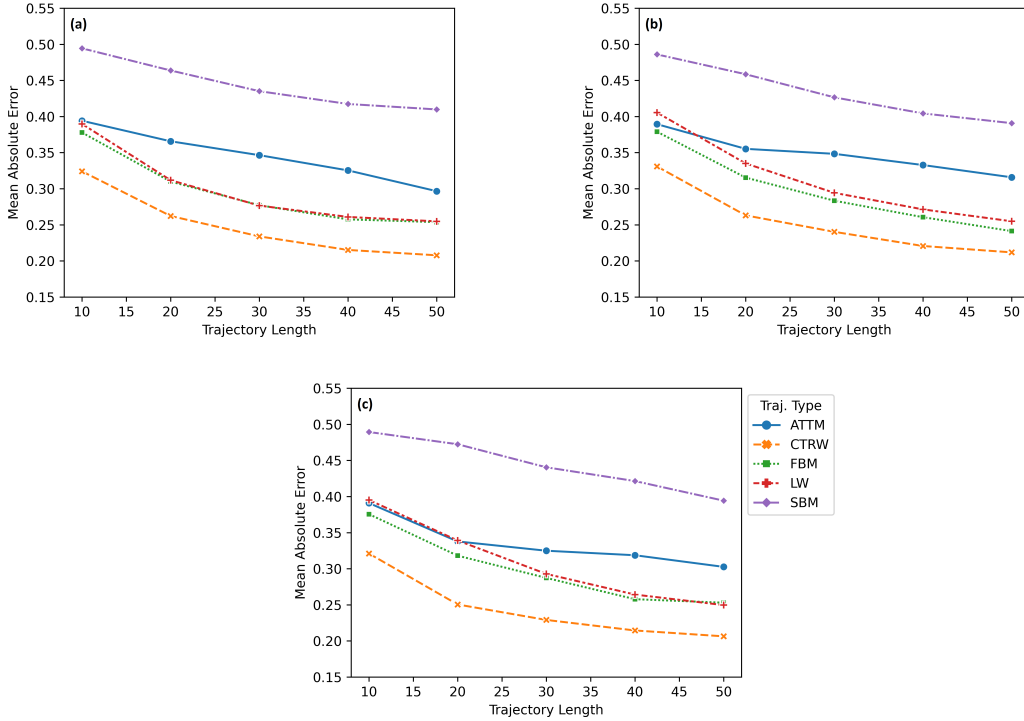 (a)
0.55
0.50
0.45
0.40
0.35
0.30
0.25
0.20
0.15
Mean Absolute Error
10 15 20 25 30 35 40 45 50
Trajectory Length
(b)
0.55
0.50
0.45
0.40
0.35
0.30
0.25
0.20
0.15
Mean Absolute Error
10 15 20 25 30 35 40 45 50
Trajectory Length
(c)
0.55
0.50
0.45
0.40
0.35
0.30
0.25
0.20
0.15
Mean Absolute Error
10 15 20 25 30 35 40 45 50
Trajectory Length
Traj. Type
ATTM
CTRW
FBM
LW
SBM